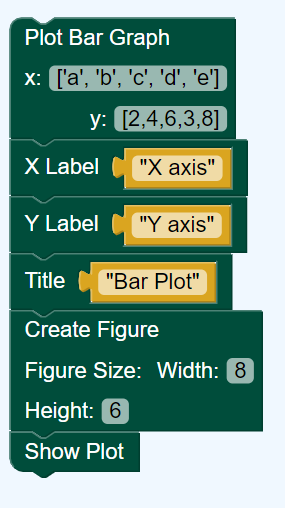 Plot Bar Graph
x: ['a', 'b', 'c', 'd', 'e']
y: [2,4,6,3,8]
X Label "X axis"
Y Label "Y axis"
Title "Bar Plot"
Create Figure
Figure Size: Width: 8
Height: 6
Show Plot